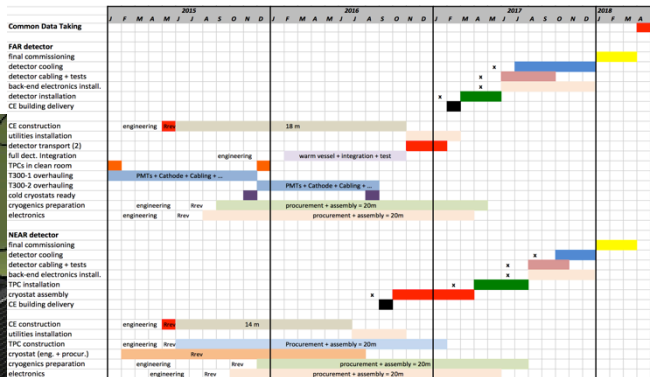 2015 2016 2017 2018
J F M A M J J A S O N D J F M A M J J A S O N D J F M A M J J A S O N D J F M A
Common Data Taking
FAR detector
final commissioning
detector cooling x
detector cabling + tests x
back-end electronics install. x
detector installation x
CE building delivery
CE construction engineering Rrev 18 m
utilities installation
detector transport (2)
full dect. Integration engineering warm vessel + integration + test
TPCs in clean room
T300-1 overhauling PMTs + Cathode + Cabling + ...
T300-2 overhauling PMTs + Cathode + Cabling + ...
cold cryostats ready
cryogenics preparation engineering Rrev procurement + assembly = 20m
electronics engineering Rrev procurement + assembly = 20m
NEAR detector
final commissioning
detector cooling x
detector cabling + tests x
back-end electronics install. x
TPC installation x
cryostat assembly x
CE building delivery
CE construction engineering Rrev 14 m
utilities installation
TPC construction engineering Rrev Procurement + assembly = 20m
cryostat (eng. + procur.) Rrev
cryogenics preparation engineering Rrev procurement + assembly = 20m
electronics engineering Rrev procurement + assembly = 20m